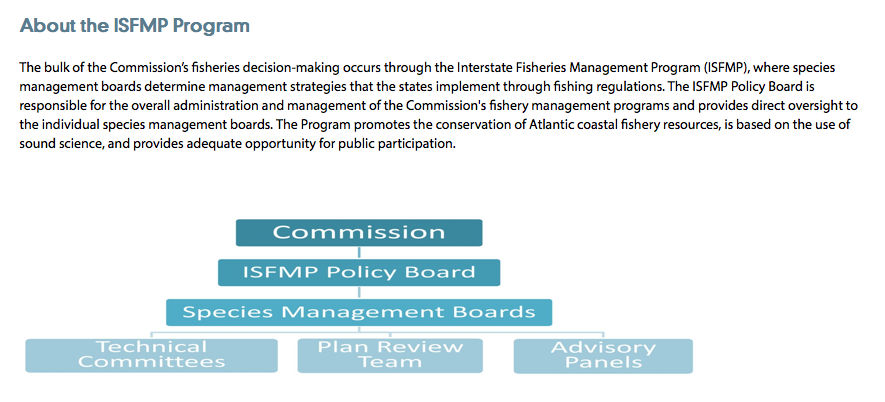 About the ISFMP Program
The bulk of the Commission's fisheries decision-making occurs through the Interstate Fisheries Management Program (ISFMP), where species
management boards determine management strategies that the states implement through fishing regulations. The ISFMP Policy Board is
responsible for the overall administration and management of the Commission's fishery management programs and provides direct oversight to
the individual species management boards. The Program promotes the conservation of Atlantic coastal fishery resources, is based on the use of
sound science, and provides adequate opportunity for public participation.
Commission
ISFMP Policy Board
Species Management Boards
Technical
Committees
Plan Review
Team
Advisory
Panels